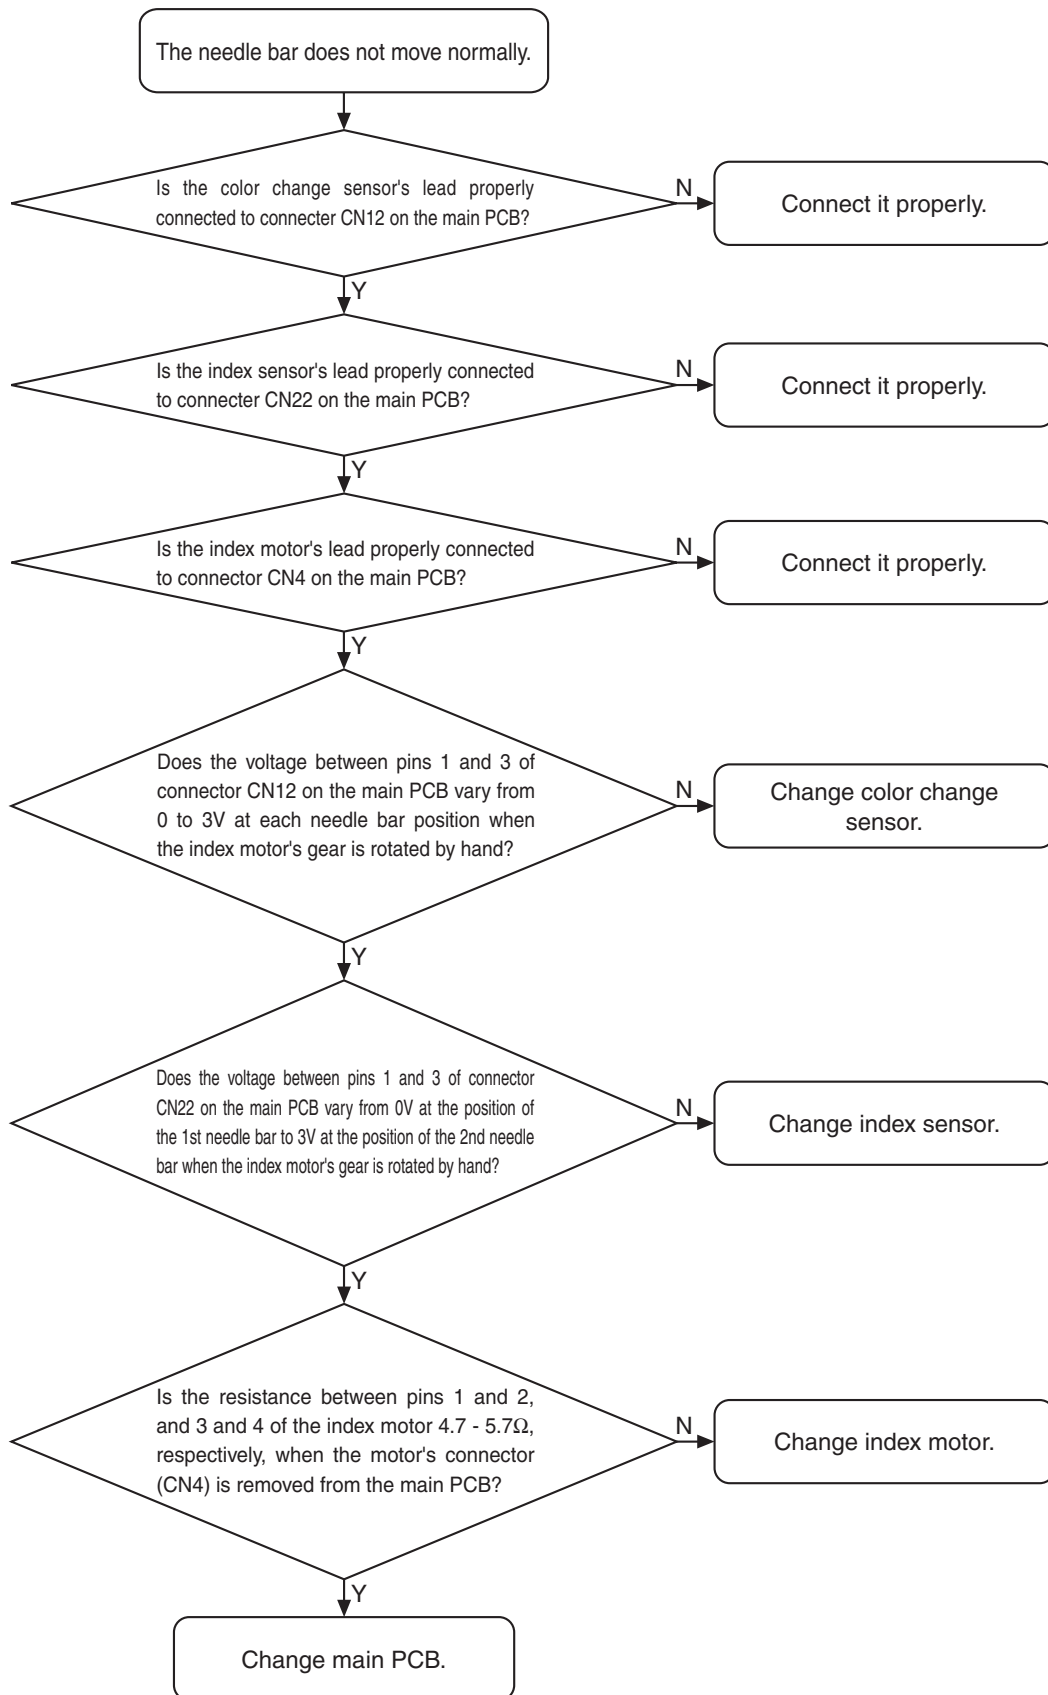 The needle bar does not move normally.
Is the color change sensor's lead properly
connected to connecter CN12 on the main PCB?
N
Connect it properly.
Y
Is the index sensor's lead properly connected
to connecter CN22 on the main PCB?
N
Connect it properly.
Y
Is the index motor's lead properly connected
to connector CN4 on the main PCB?
N
Connect it properly.
Y
Does the voltage between pins 1 and 3 of
connector CN12 on the main PCB vary from
0 to 3V at each needle bar position when
the index motor's gear is rotated by hand?
N
Change color change
sensor.
Y
Does the voltage between pins 1 and 3 of connector
CN22 on the main PCB vary from 0V at the position of
the 1st needle bar to 3V at the position of the 2nd needle
bar when the index motor's gear is rotated by hand?
N
Change index sensor.
Y
Is the resistance between pins 1 and 2,
and 3 and 4 of the index motor 4.7 - 5.7Ω,
respectively, when the motor's connector
(CN4) is removed from the main PCB?
N
Change index motor.
Y
Change main PCB.